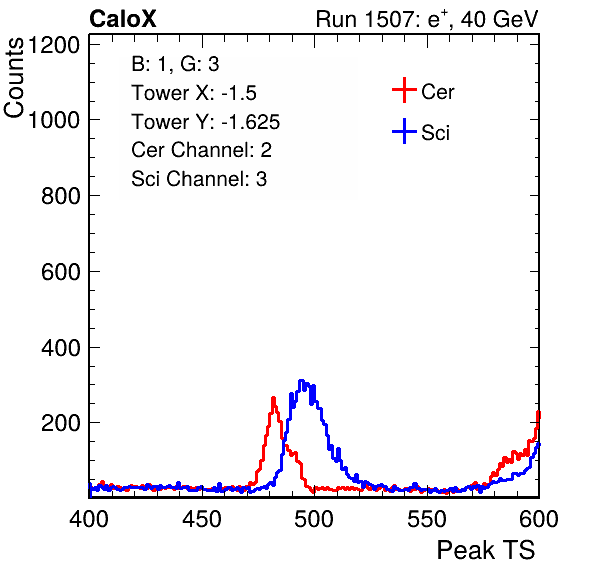 CaloX Run 1507: e+, 40 GeV
Counts
B: 1, G: 3
Tower X: -1.5
Tower Y: -1.625
Cer Channel: 2
Sci Channel: 3
Cer
Sci
1200
1000
800
600
400
200
400 450 500 550 600
Peak TS